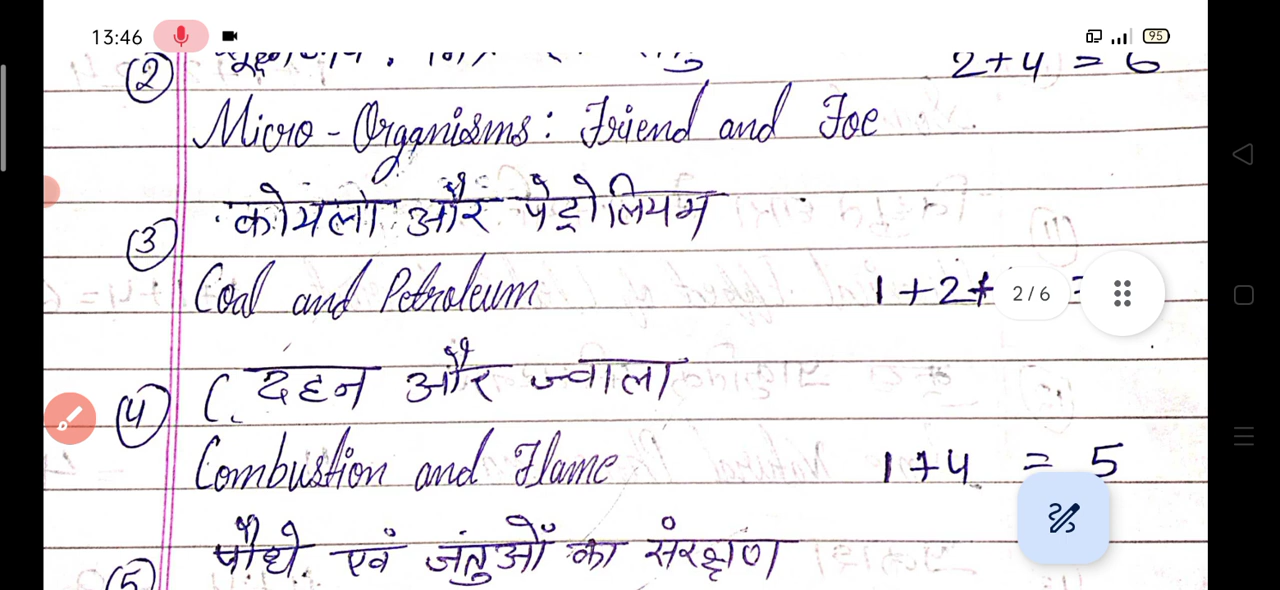 13:46
95
2+4 = 6
(2)
Micro-Organisms: Friend and Foe
कोयला और पेट्रोलियम
(3)
Coal and Petroleum 1+2+ =
2/6
दहन और ज्वाला
(4)
Combustion and Flame 1+4 = 5
पौधे एवं जंतुओं का संरक्षण
(5)